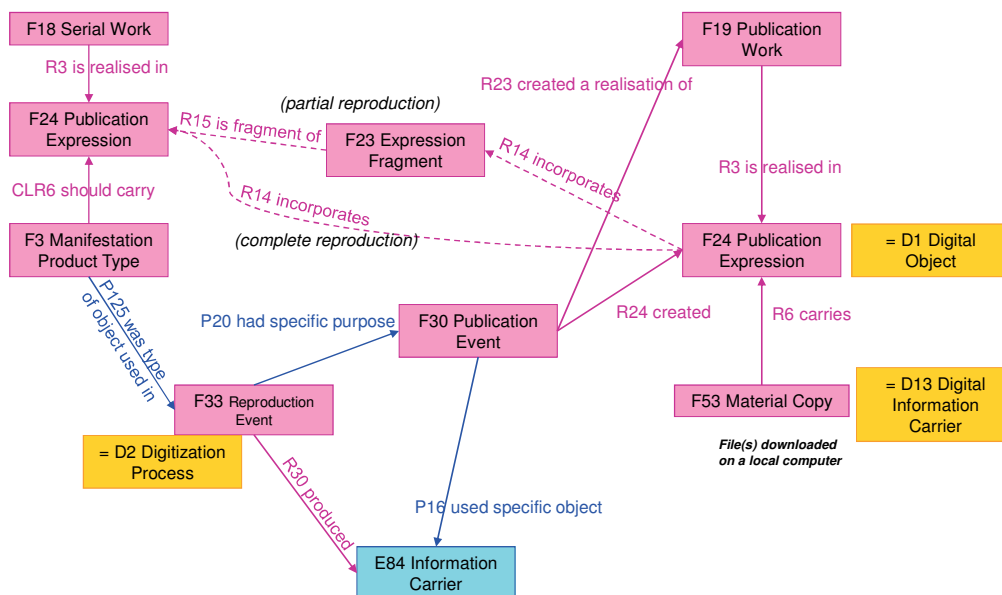 F18 Serial Work
R3 is realised in
F24 Publication
Expression
CLR6 should carry
F3 Manifestation
Product Type
P125 was type
of object used in
(partial reproduction)
R15 is fragment of
F23 Expression
Fragment
R14 incorporates
R14 incorporates
(complete reproduction)
F19 Publication
Work
R23 created a realisation of
R3 is realised in
F24 Publication
Expression
= D1 Digital
Object
P20 had specific purpose
F30 Publication
Event
R24 created
R6 carries
F33 Reproduction
Event
= D2 Digitization
Process
F53 Material Copy
= D13 Digital
Information
Carrier
File(s) downloaded
on a local computer
R30 produced
P16 used specific object
E84 Information
Carrier